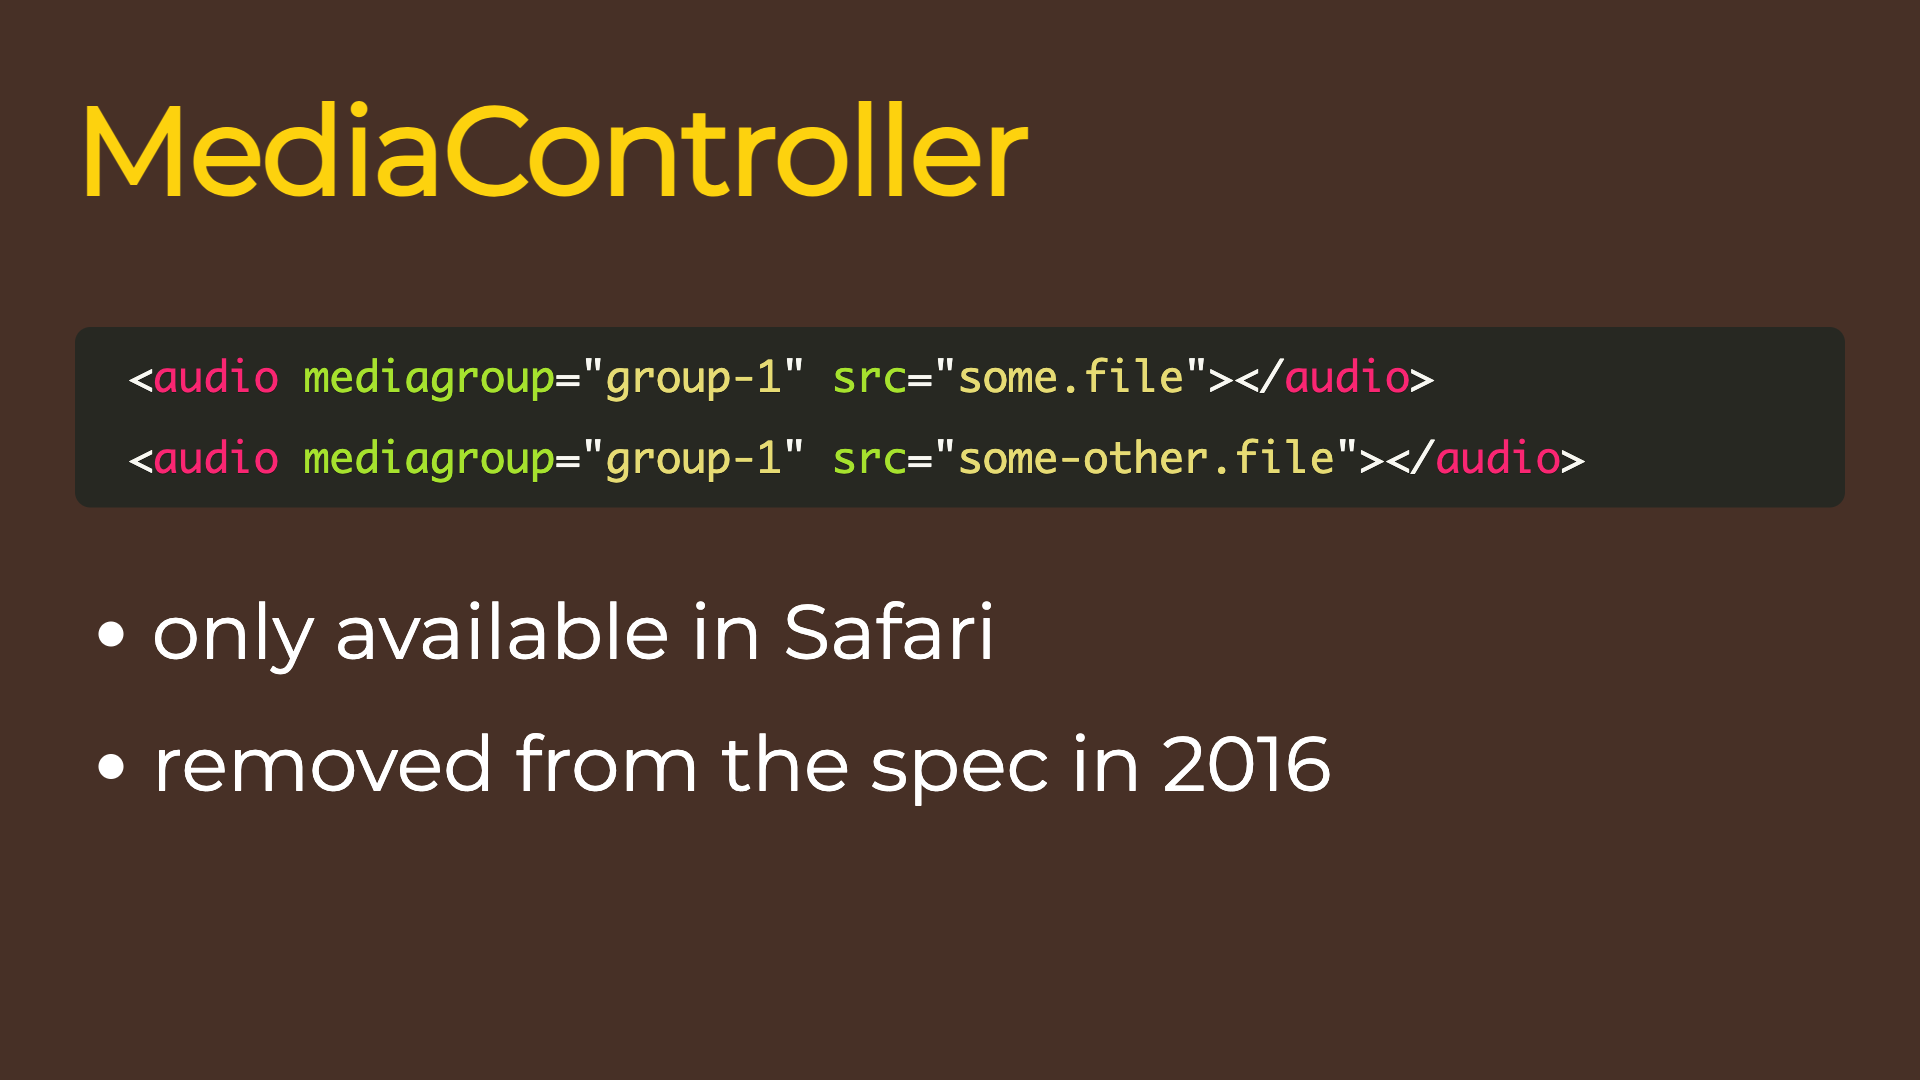 MediaController
<audio mediagroup="group-1" src="some.file"></audio>
<audio mediagroup="group-1" src="some-other.file"></audio>
• only available in Safari
• removed from the spec in 2016